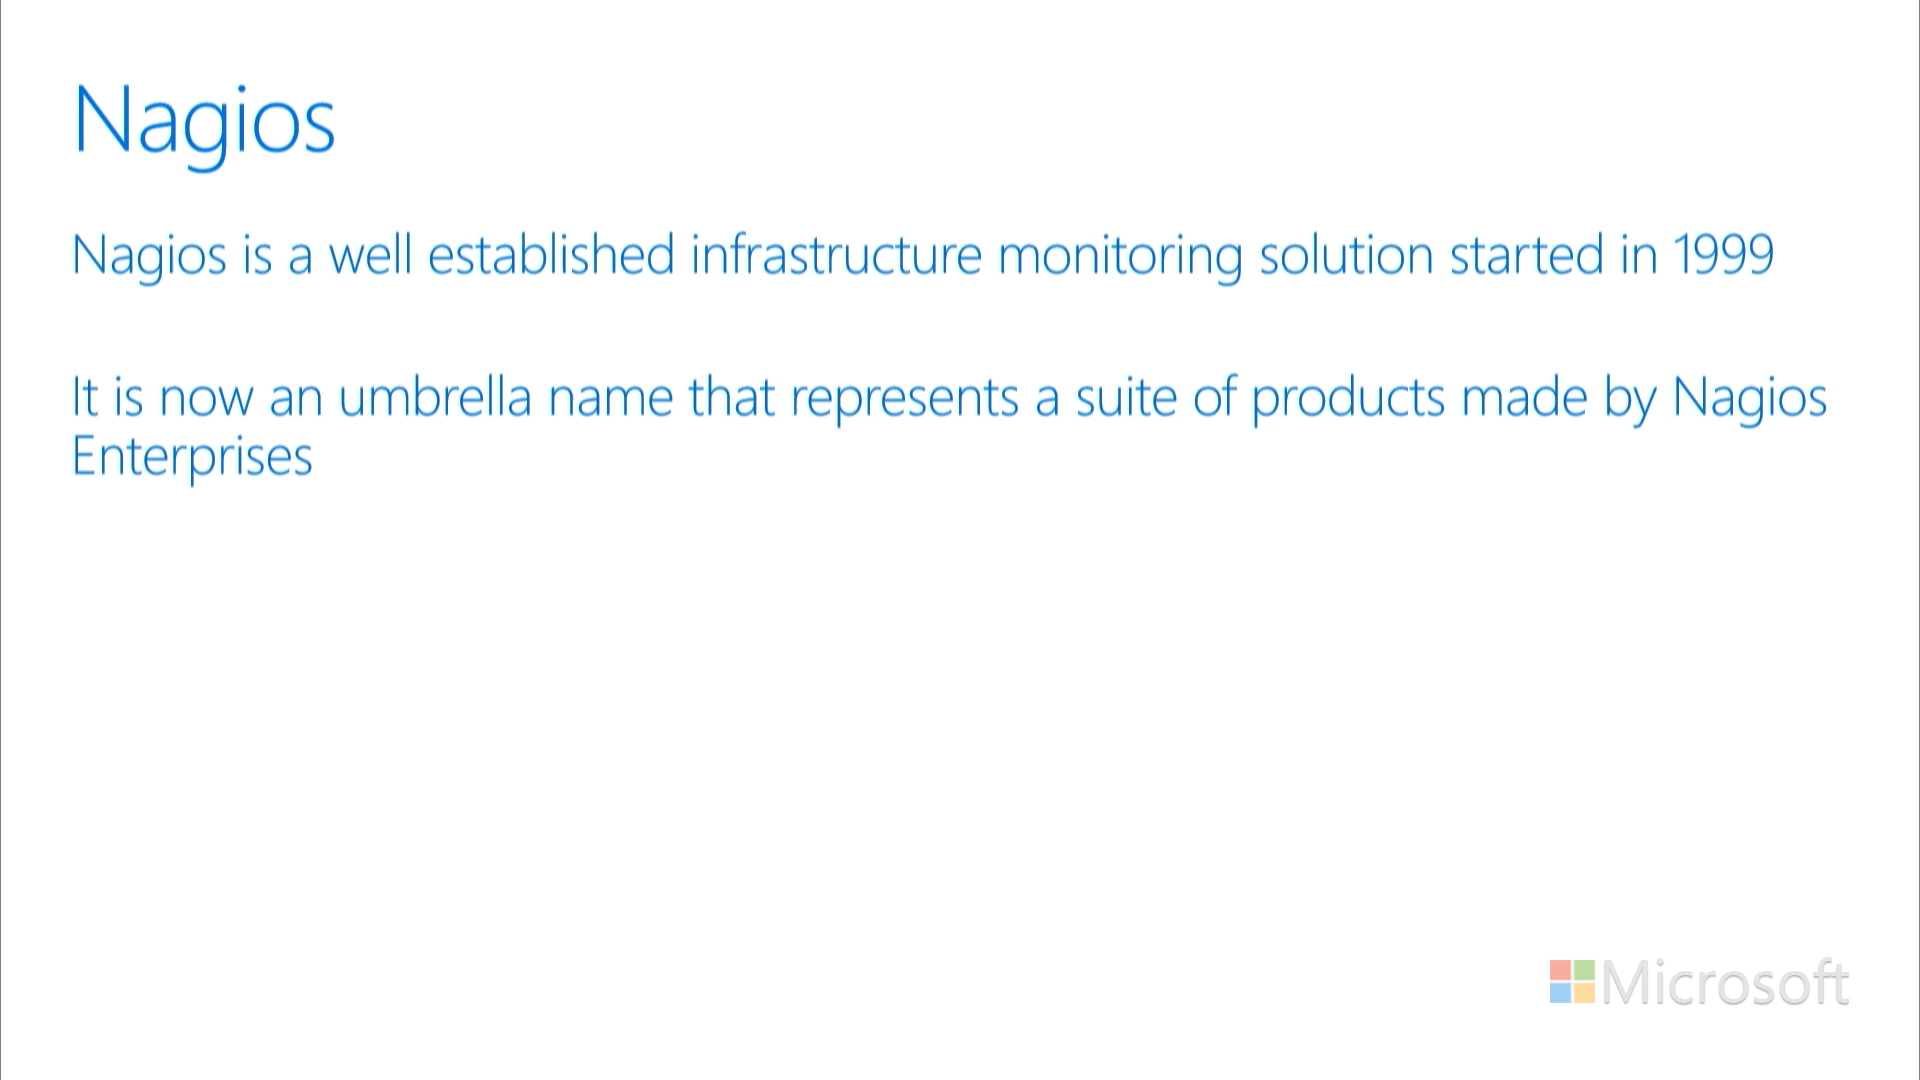 Nagios
Nagios is a well established infrastructure monitoring solution started in 1999
It is now an umbrella name that represents a suite of products made by Nagios
Enterprises
Microsoft